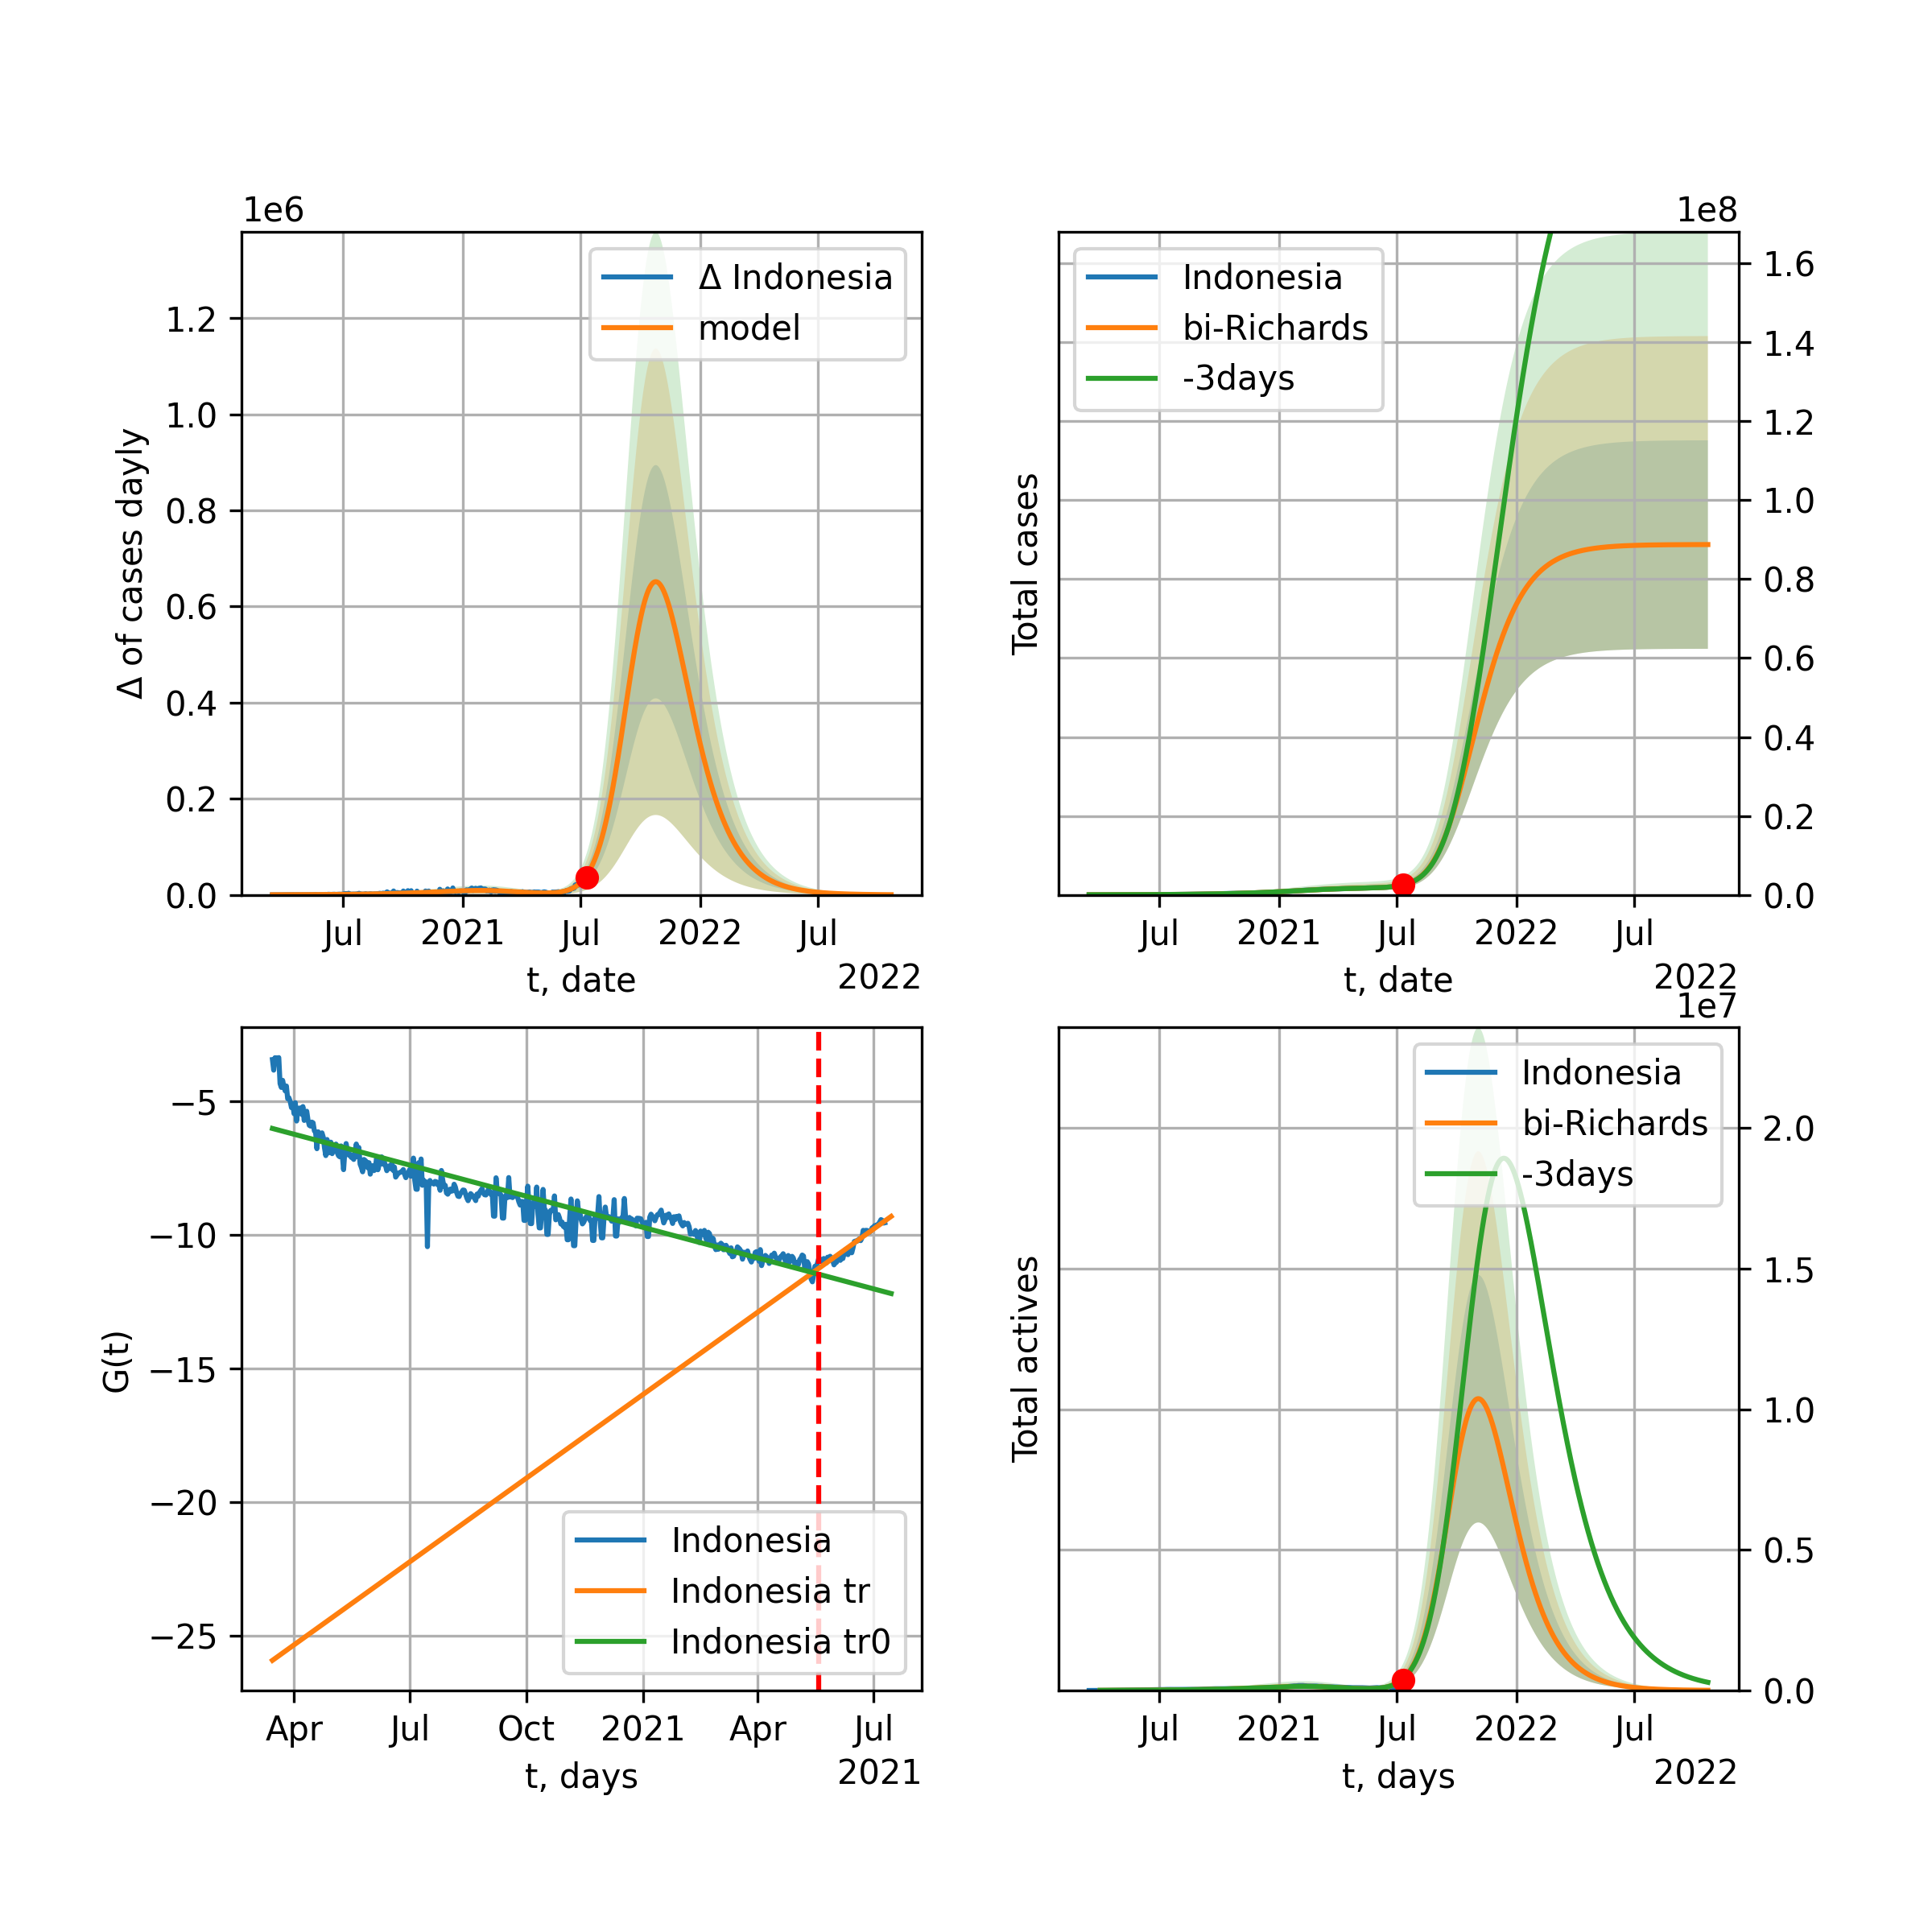 1e6
Δ Indonesia
model
1.2
1.0
0.8
0.6
0.4
0.2
0.0
Δ of cases dayly
Jul 2021 Jul 2022 Jul
t, date
2022
1e8
Indonesia
bi-Richards
-3days
1.6
1.4
1.2
1.0
0.8
0.6
0.4
0.2
0.0
Total cases
Jul 2021 Jul 2022 Jul
t, date
2022
−5
−10
−15
−20
−25
G(t)
Indonesia
Indonesia tr
Indonesia tr0
Apr Jul Oct 2021 Apr Jul
t, days
2021
1e7
Indonesia
bi-Richards
-3days
2.0
1.5
1.0
0.5
0.0
Total actives
Jul 2021 Jul 2022 Jul
t, days
2022